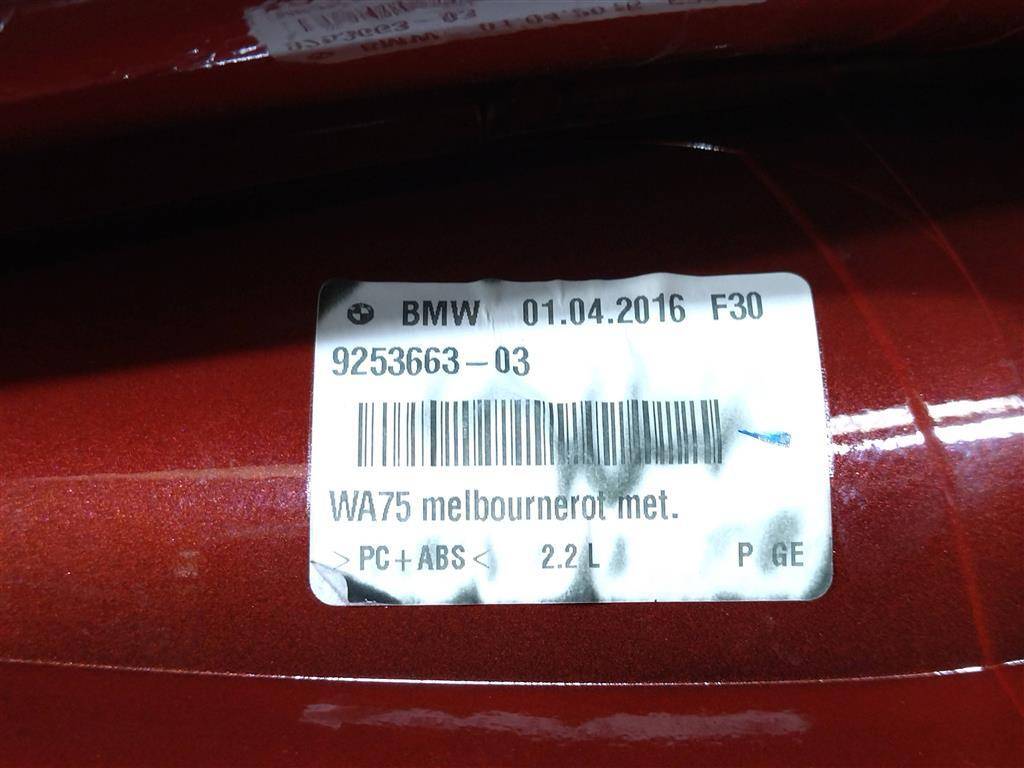 BMW 01.04.2016 F30
9253663-03
WA75 melbournerot met.
>PC+ABS< 2.2 L P GE